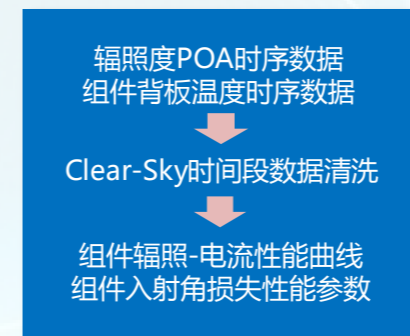 辐照度POA时序数据
组件背板温度时序数据
Clear-Sky时间段数据清洗
组件辐照-电流性能曲线
组件入射角损失性能参数